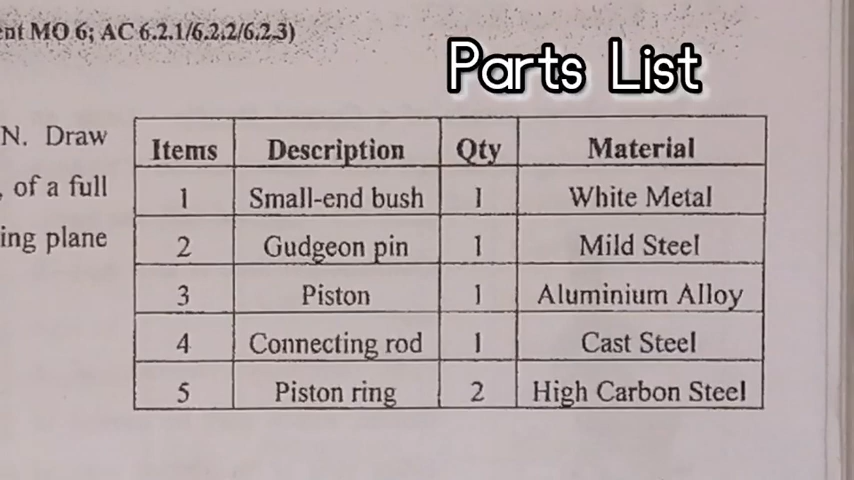 ent MO 6; AC 6.2.1/6.2.2/6.2.3)
Parts List
N. Draw
, of a full
ing plane
Items Description Qty Material
1 Small-end bush 1 White Metal
2 Gudgeon pin 1 Mild Steel
3 Piston 1 Aluminium Alloy
4 Connecting rod 1 Cast Steel
5 Piston ring 2 High Carbon Steel